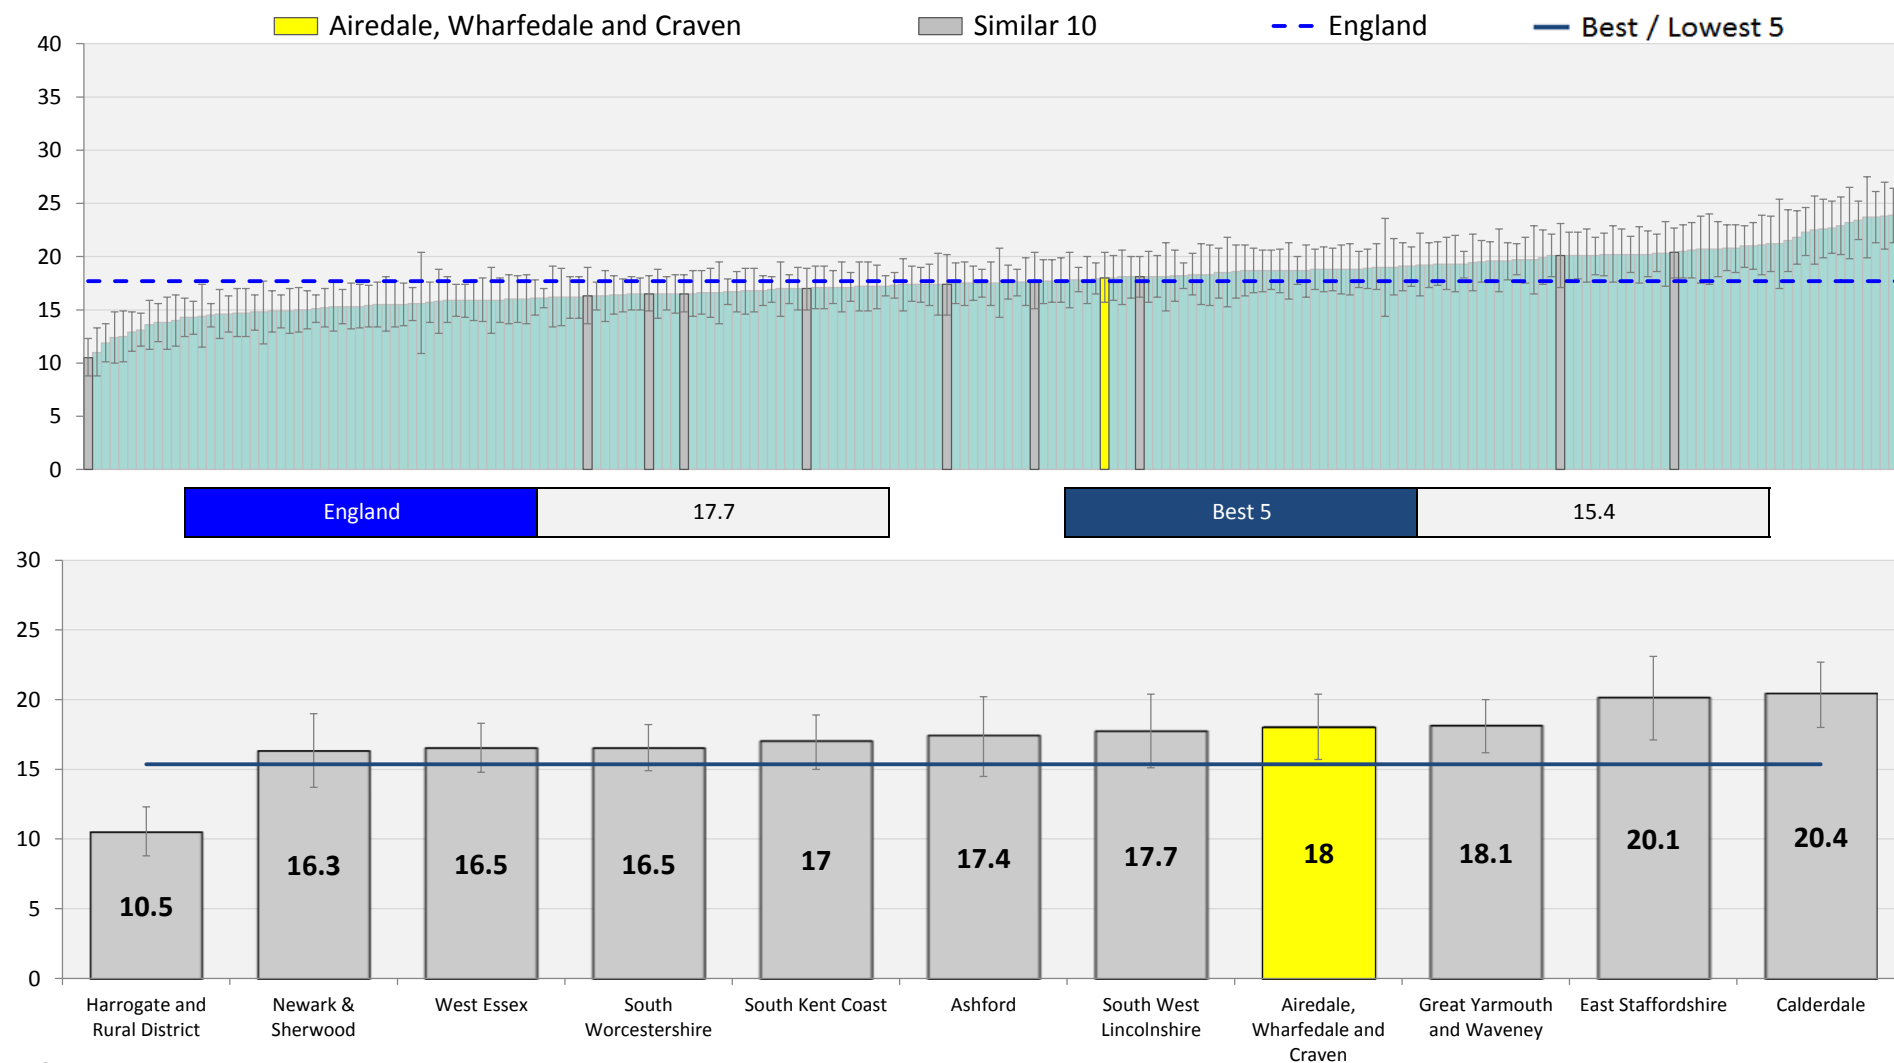 Airedale, Wharfedale and Craven Similar 10 England Best / Lowest 5
40
35
30
25
20
15
10
5
0
England 17.7 Best 5 15.4
30
25
20
15
10
5
0
10.5 16.3 16.5 16.5 17 17.4 17.7 18 18.1 20.1 20.4
Harrogate and
Rural District
Newark &
Sherwood
West Essex
South
Worcestershire
South Kent Coast
Ashford
South West
Lincolnshire
Airedale,
Wharfedale and
Craven
Great Yarmouth
and Waveney
East Staffordshire
Calderdale